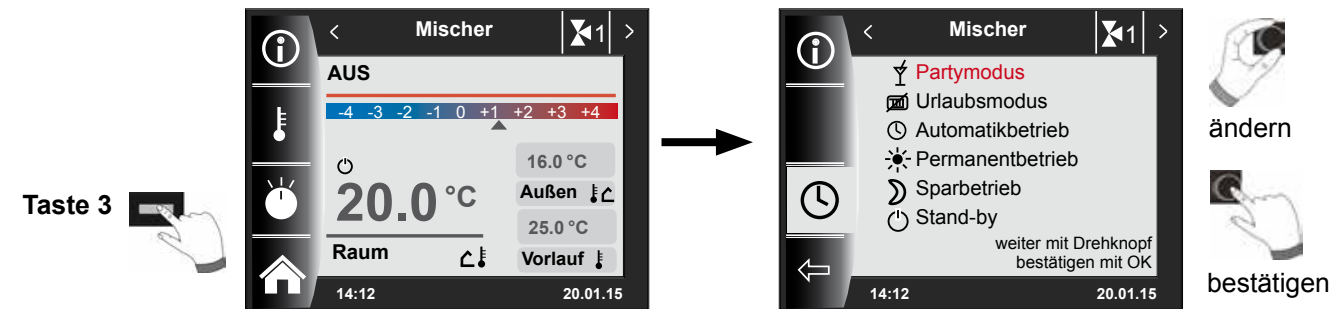 Taste 3
< Mischer 1 >
AUS
-4 -3 -2 -1 0 +1 +2 +3 +4
16.0 °C
20.0 °C
Außen
25.0 °C
Raum
Vorlauf
14:12 20.01.15
< Mischer 1 >
Partymodus
Urlaubsmodus
Automatikbetrieb
Permanentbetrieb
Sparbetrieb
Stand-by
weiter mit Drehknopf
bestätigen mit OK
14:12 20.01.15
ändern
bestätigen